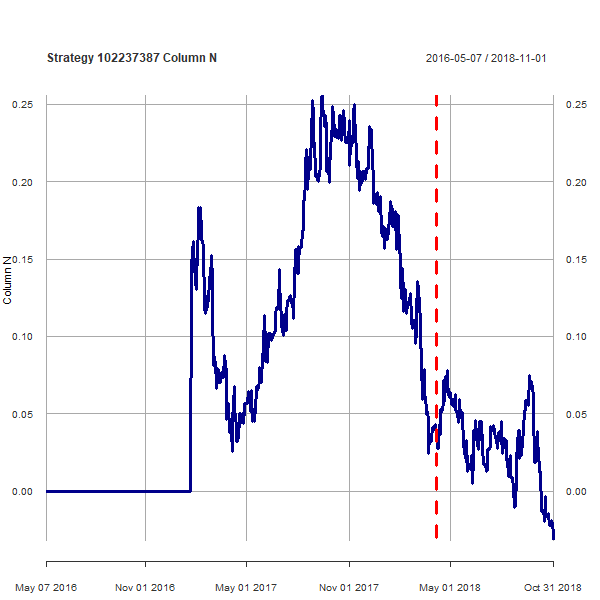 Strategy 102237387 Column N
2016-05-07 / 2018-11-01
0.25
0.25
0.20
0.20
0.15
0.15
Column N
0.10
0.10
0.05
0.05
0.00
0.00
May 07 2016
Nov 01 2016
May 01 2017
Nov 01 2017
May 01 2018
Oct 31 2018